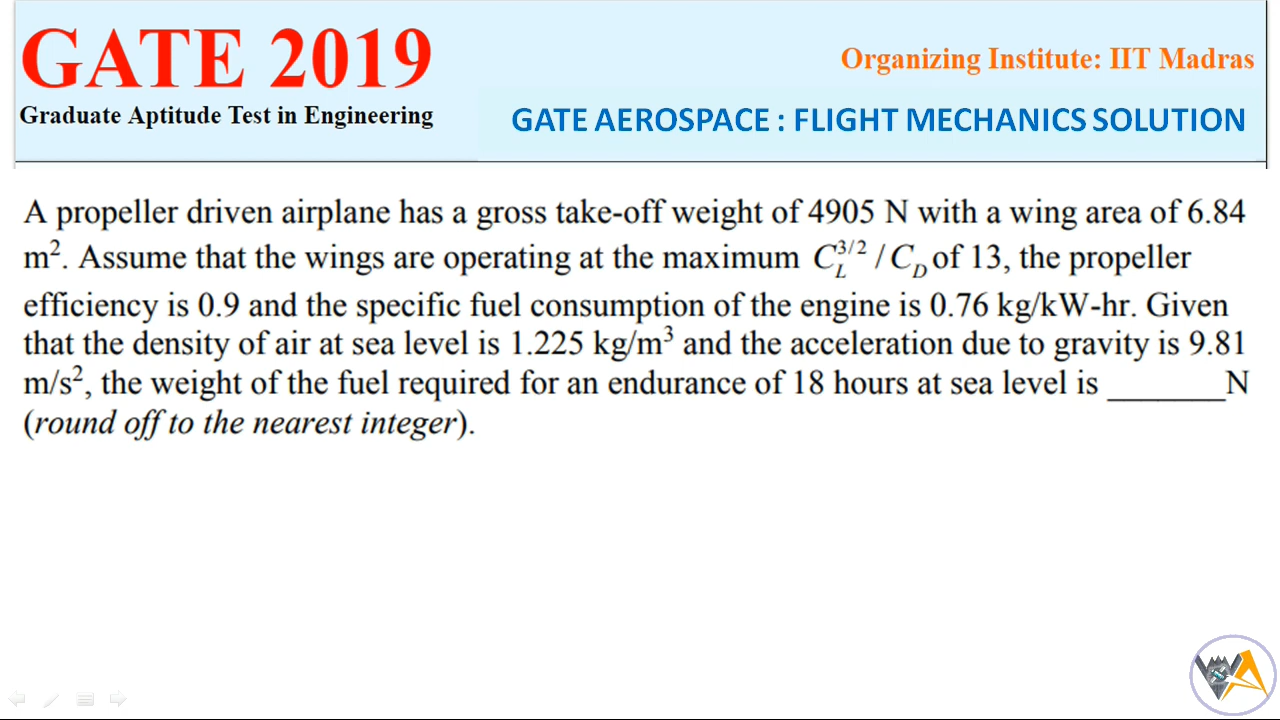 GATE 2019
Graduate Aptitude Test in Engineering
Organizing Institute: IIT Madras
GATE AEROSPACE : FLIGHT MECHANICS SOLUTION
A propeller driven airplane has a gross take-off weight of 4905 N with a wing area of 6.84
m². Assume that the wings are operating at the maximum C_L^{3/2} / C_D of 13, the propeller
efficiency is 0.9 and the specific fuel consumption of the engine is 0.76 kg/kW-hr. Given
that the density of air at sea level is 1.225 kg/m³ and the acceleration due to gravity is 9.81
m/s², the weight of the fuel required for an endurance of 18 hours at sea level is _______N
(round off to the nearest integer).